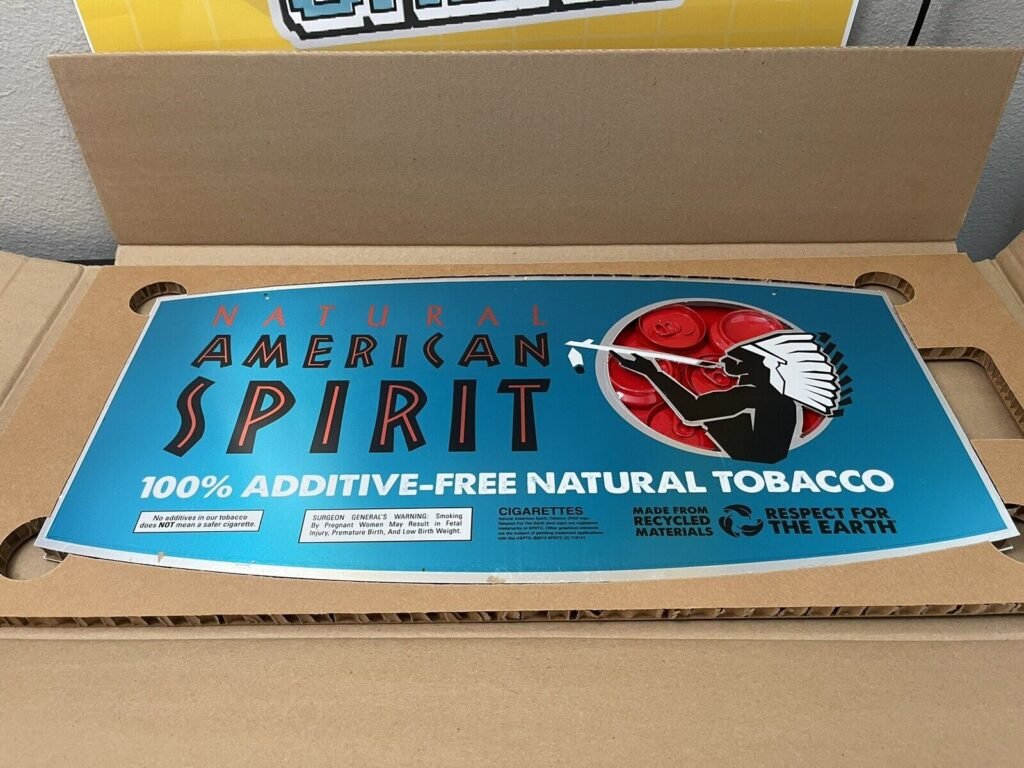 NATURAL
AMERICAN
SPIRIT
100% ADDITIVE-FREE NATURAL TOBACCO
No additives in our tobacco
does NOT mean a safer cigarette.
SURGEON GENERAL'S WARNING: Smoking
By Pregnant Women May Result in Fetal
Injury, Premature Birth, And Low Birth Weight.
CIGARETTES
MADE FROM
RECYCLED
MATERIALS
RESPECT FOR
THE EARTH